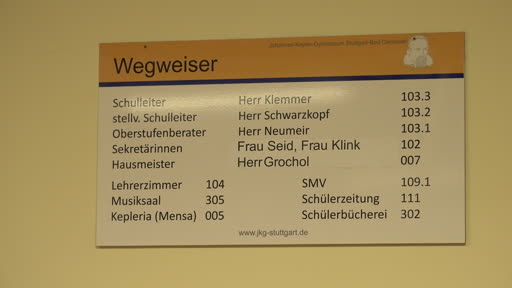 Johannes-Kepler-Gymnasium Stuttgart-Bad Cannstatt
Wegweiser
Schulleiter Herr Klemmer 103.3
stellv. Schulleiter Herr Schwarzkopf 103.2
Oberstufenberater Herr Neumeir 103.1
Sekretärinnen Frau Seid, Frau Klink 102
Hausmeister Herr Grochol 007
Lehrerzimmer 104 SMV 109.1
Musiksaal 305 Schülerzeitung 111
Kepleria (Mensa) 005 Schülerbücherei 302
www.jkg-stuttgart.de